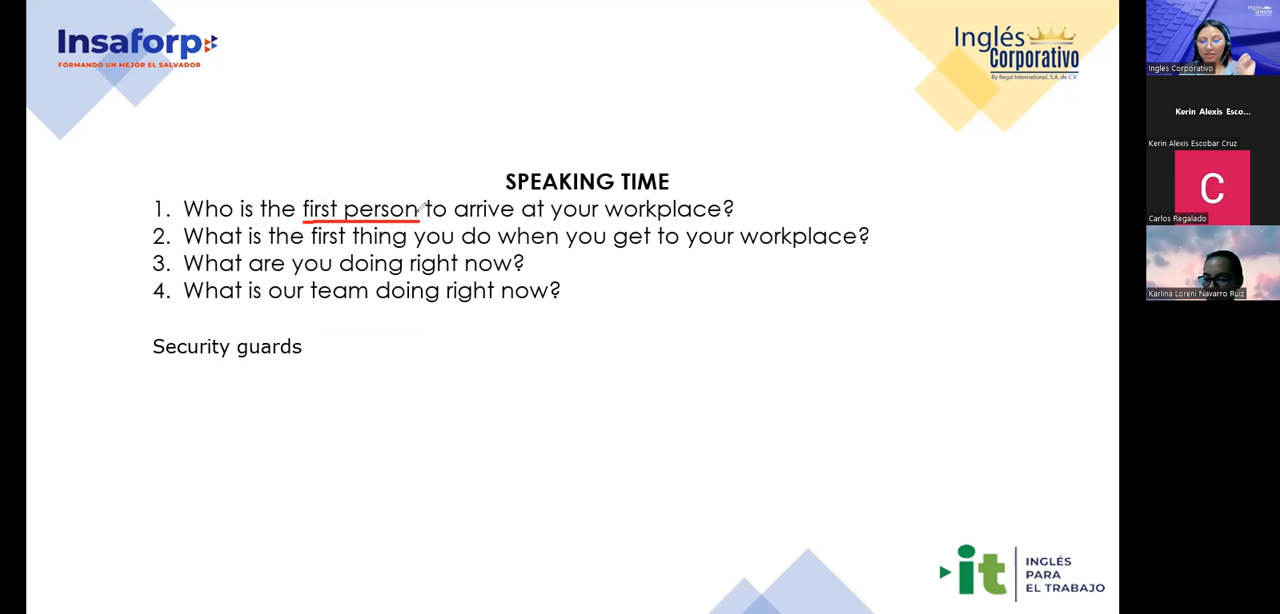 Insaforp
FORMANDO UN MEJOR EL SALVADOR
Inglés
Corporativo
By Regal International, S.A. de C.V.
SPEAKING TIME
1. Who is the first person to arrive at your workplace?
2. What is the first thing you do when you get to your workplace?
3. What are you doing right now?
4. What is our team doing right now?
Security guards
it
INGLÉS
PARA
EL TRABAJO
Ingles Corporativo
Kerin Alexis Esco...
Kerin Alexis Escobar Cruz
C
Carlos Regalado
Karlina Loreni Navarro Ruiz